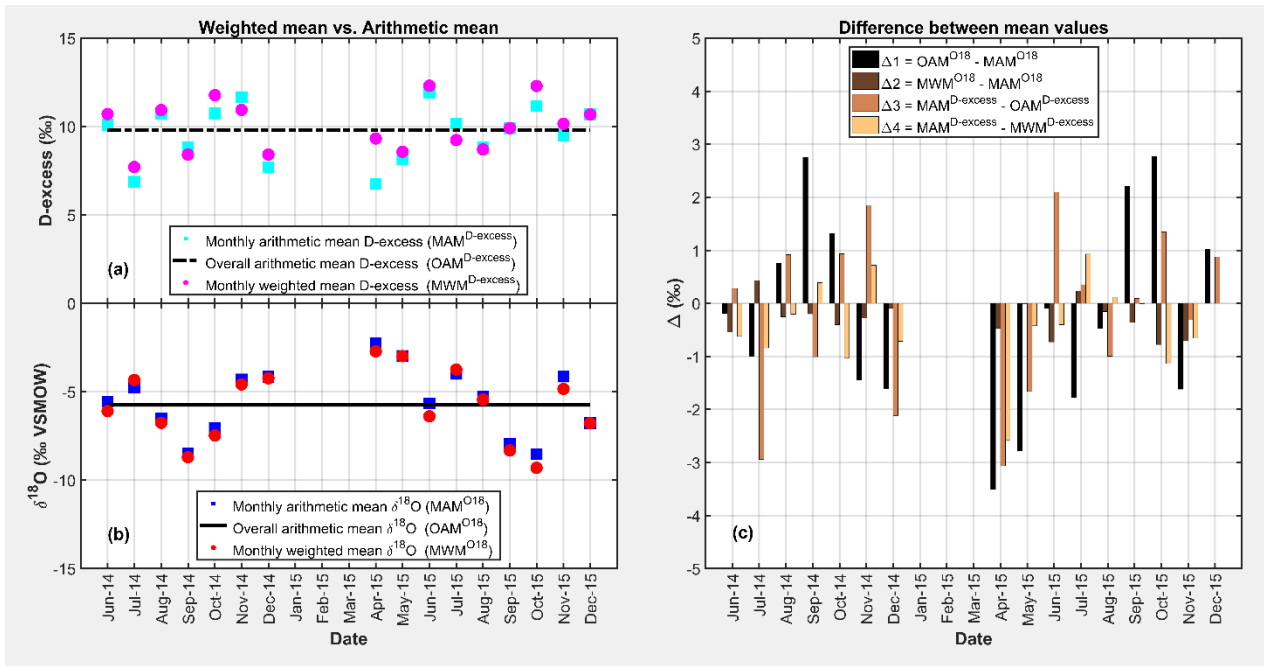 Weighted mean vs. Arithmetic mean
15
10
5
0
D-excess (‰)
Monthly arithmetic mean D-excess (MAM^D-excess)
Overall arithmetic mean D-excess (OAM^D-excess)
Monthly weighted mean D-excess (MWM^D-excess)
(a)
-5
-10
-15
δ¹⁸O (‰ VSMOW)
Monthly arithmetic mean δ¹⁸O (MAM^O18)
Overall arithmetic mean δ¹⁸O (OAM^O18)
Monthly weighted mean δ¹⁸O (MWM^O18)
(b)
Jun-14
Jul-14
Aug-14
Sep-14
Oct-14
Nov-14
Dec-14
Jan-15
Feb-15
Mar-15
Apr-15
May-15
Jun-15
Jul-15
Aug-15
Sep-15
Oct-15
Nov-15
Dec-15
Date
Difference between mean values
5
4
3
2
1
0
-1
-2
-3
-4
-5
Δ (‰)
Δ1 = OAM^O18 - MAM^O18
Δ2 = MWM^O18 - MAM^O18
Δ3 = MAM^D-excess - OAM^D-excess
Δ4 = MAM^D-excess - MWM^D-excess
(c)
Jun-14
Jul-14
Aug-14
Sep-14
Oct-14
Nov-14
Dec-14
Jan-15
Feb-15
Mar-15
Apr-15
May-15
Jun-15
Jul-15
Aug-15
Sep-15
Oct-15
Nov-15
Dec-15
Date